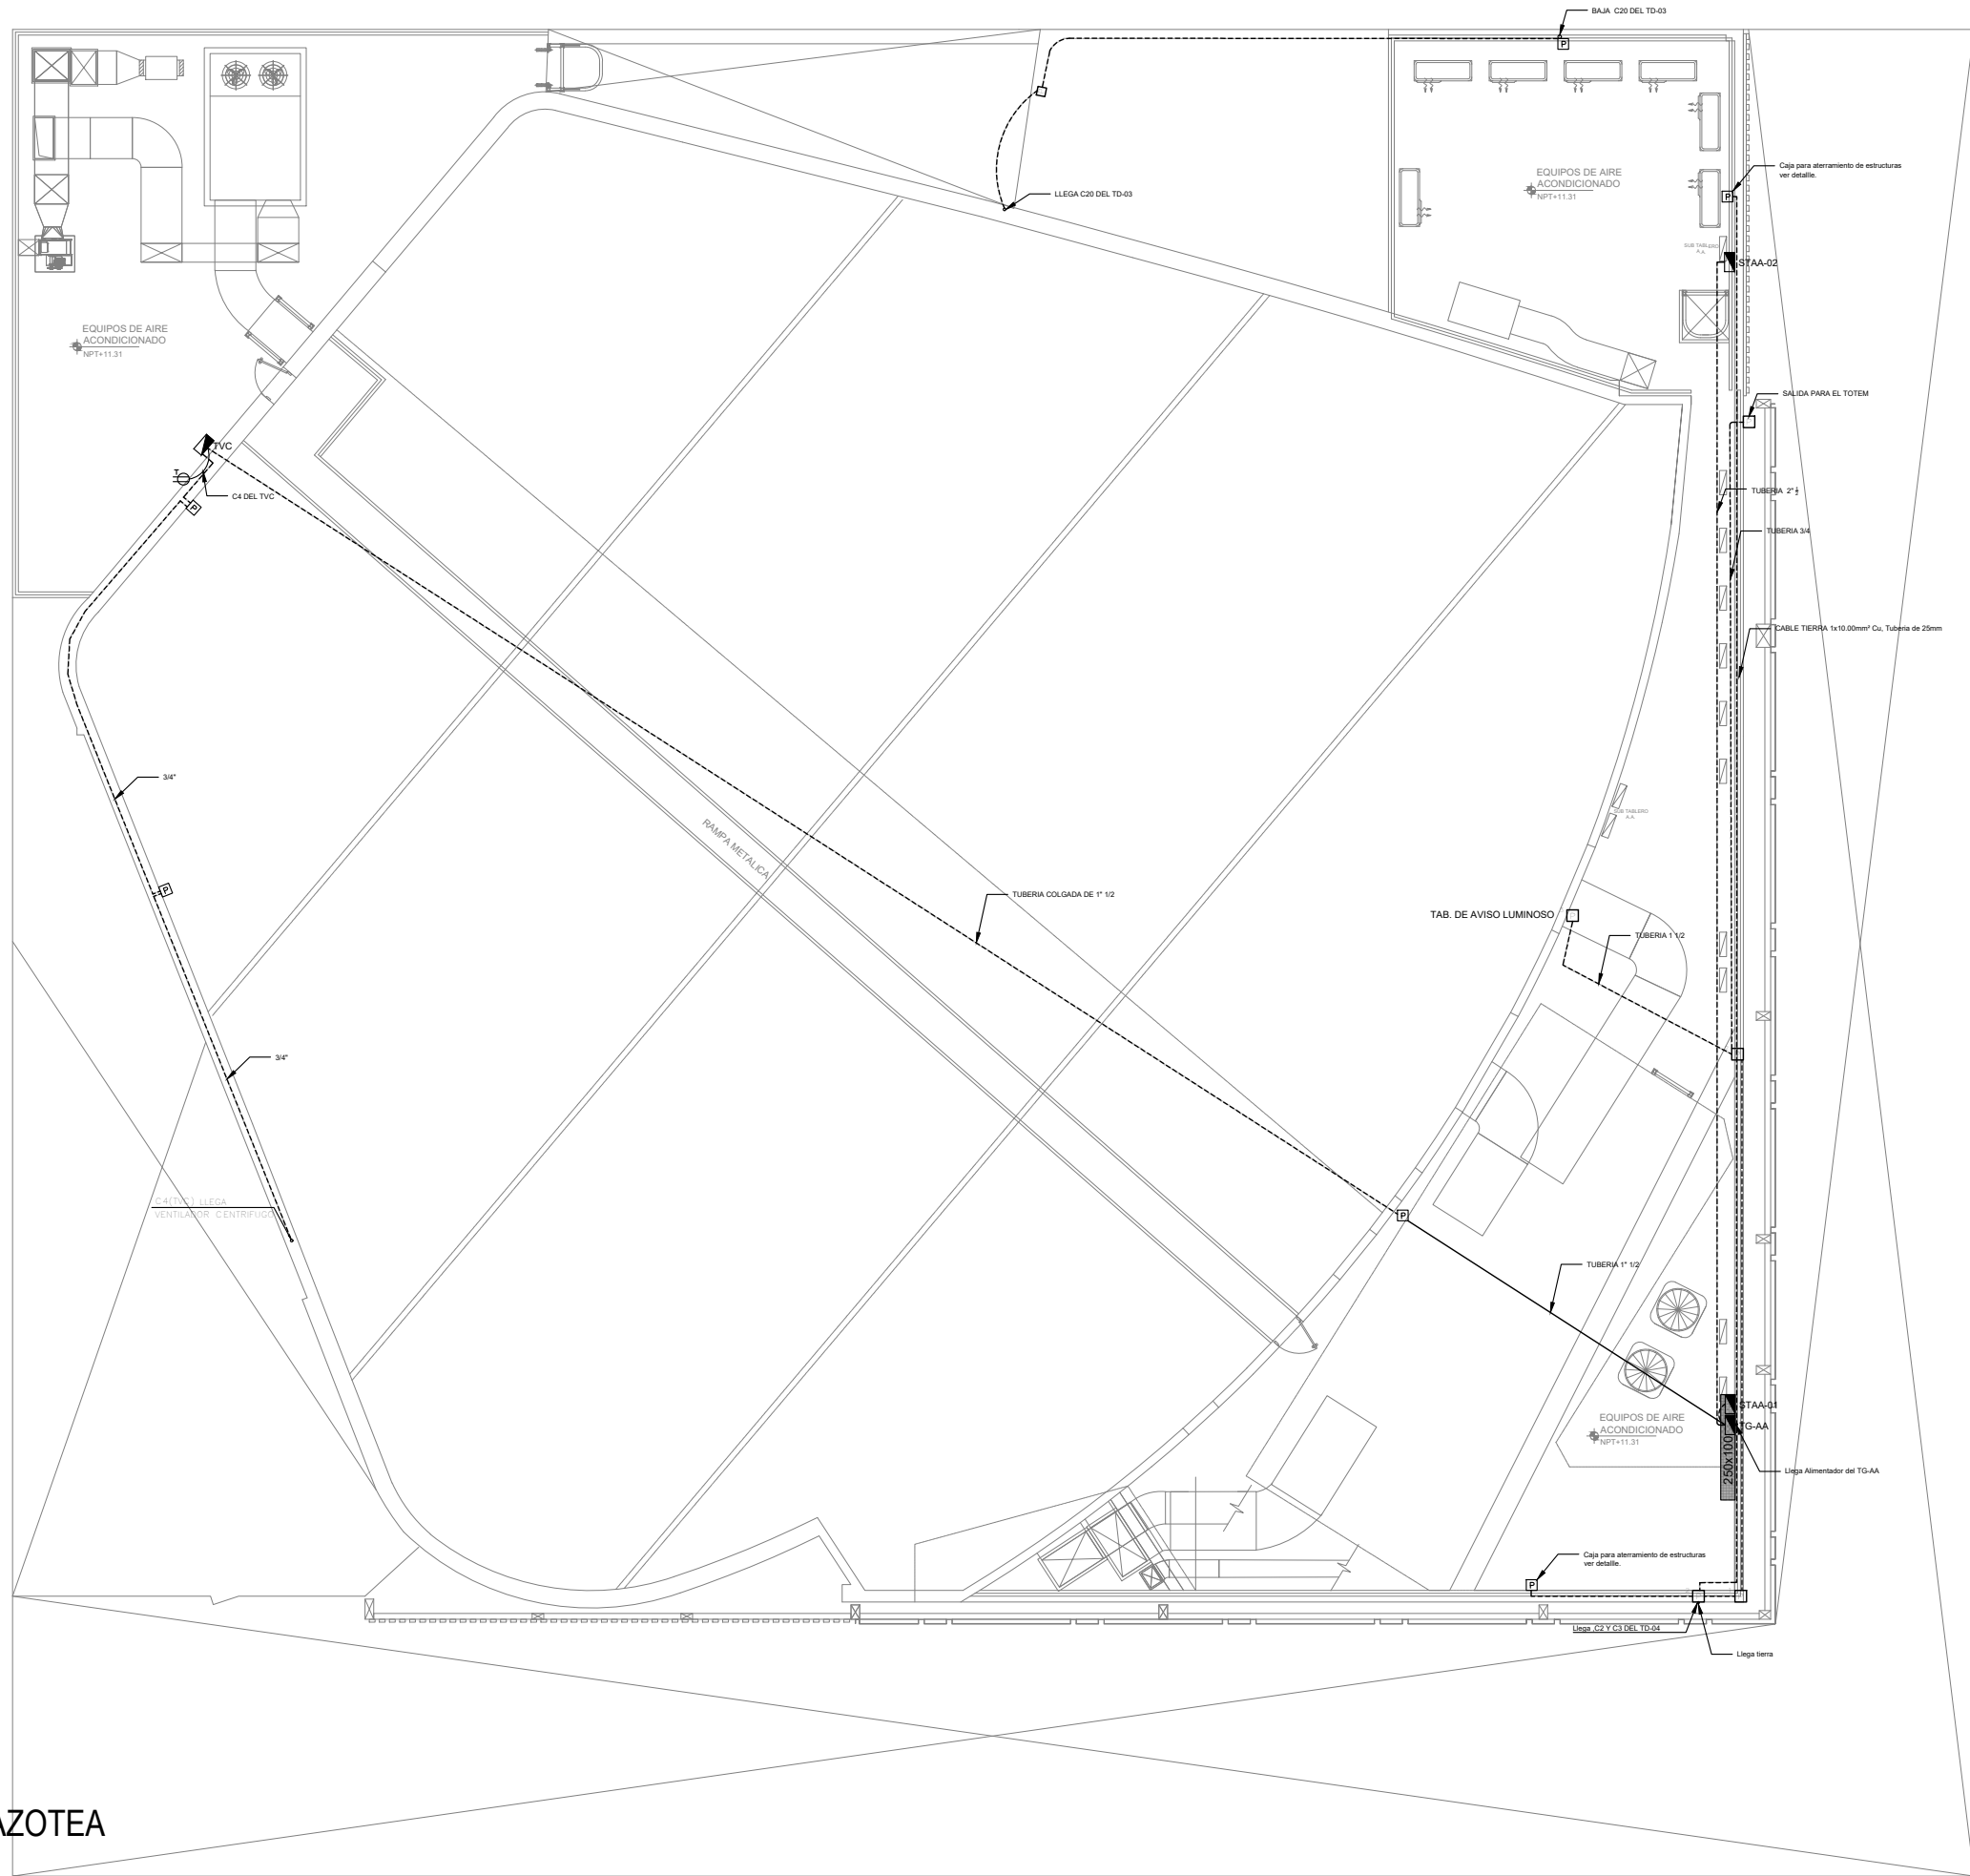 BAJA C20 DEL TD-03
EQUIPOS DE AIRE
ACONDICIONADO
NPT+11.31
Caja para aterramiento de estructuras
ver detallle.
LLEGA C20 DEL TD-03
SUB TABLERO
A.A.
STAA-02
EQUIPOS DE AIRE
ACONDICIONADO
NPT+11.31
SALIDA PARA EL TOTEM
TVC
T
C4 DEL TVC
TUBERIA 2" ½
TUBERIA 3/4
CABLE TIERRA 1x10.00mm² Cu, Tuberia de 25mm
3/4"
RAMPA METALICA
SUB TABLERO
A.A.
TUBERIA COLGADA DE 1" 1/2
TAB. DE AVISO LUMINOSO
TUBERIA 1 1/2
3/4"
C4(TVC) LLEGA
VENTILADOR CENTRIFUGO
TUBERIA 1" 1/2
STAA-01
TG-AA
EQUIPOS DE AIRE
ACONDICIONADO
NPT+11.31
250x100
Llega Alimentador del TG-AA
Caja para aterramiento de estructuras
ver detallle.
Llega ,C2 Y C3 DEL TD-04
Llega tierra
AZOTEA
P
P
P
P
P
P